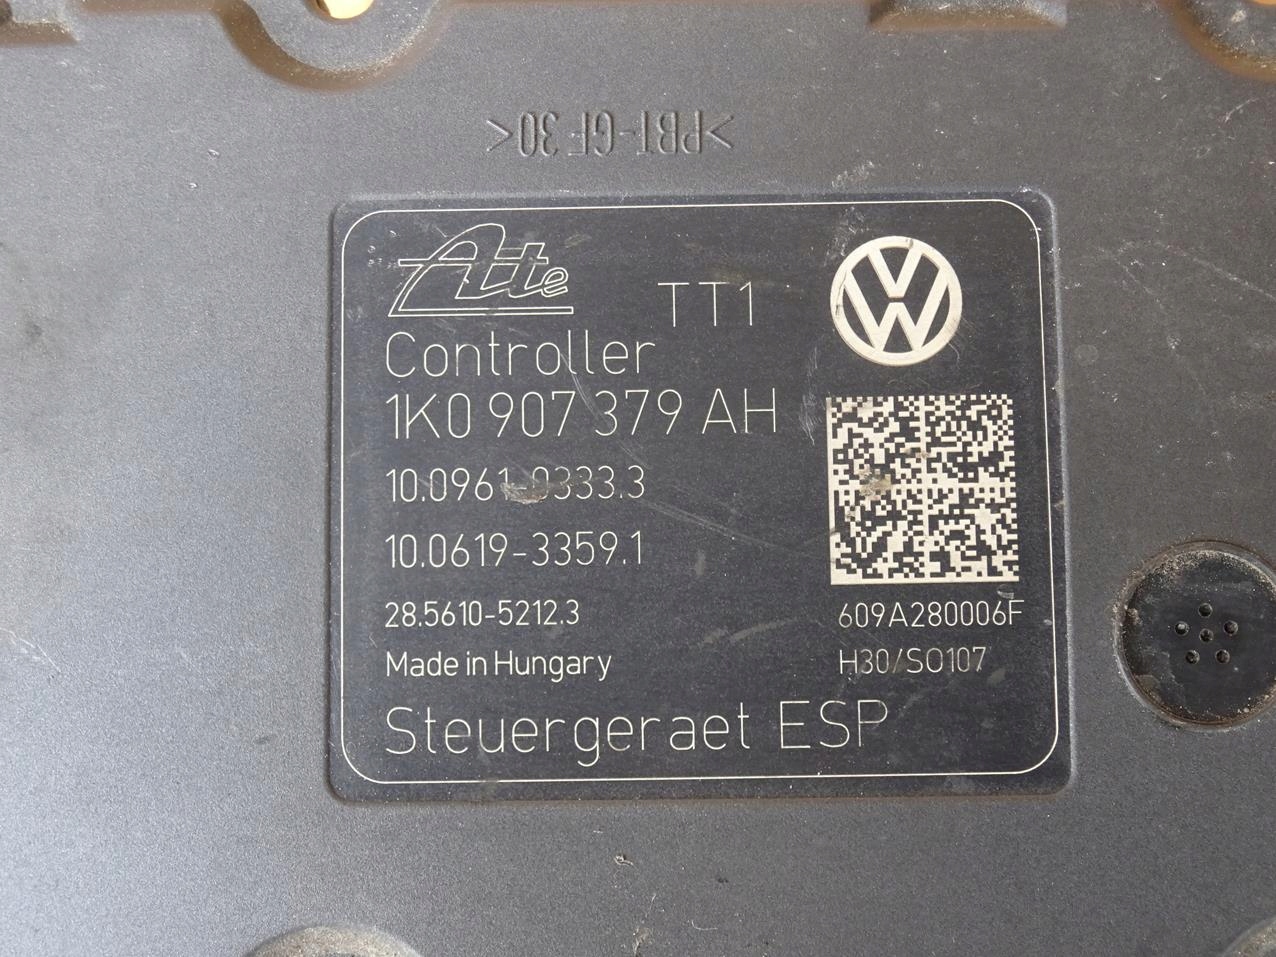 >PBT-GF 30<
Ate
TT1
Controller
1K0 907 379 AH
10.0961-0333.3
10.0619-3359.1
28.5610-5212.3
609A280006F
Made in Hungary
H30/SO107
Steuergeraet ESP